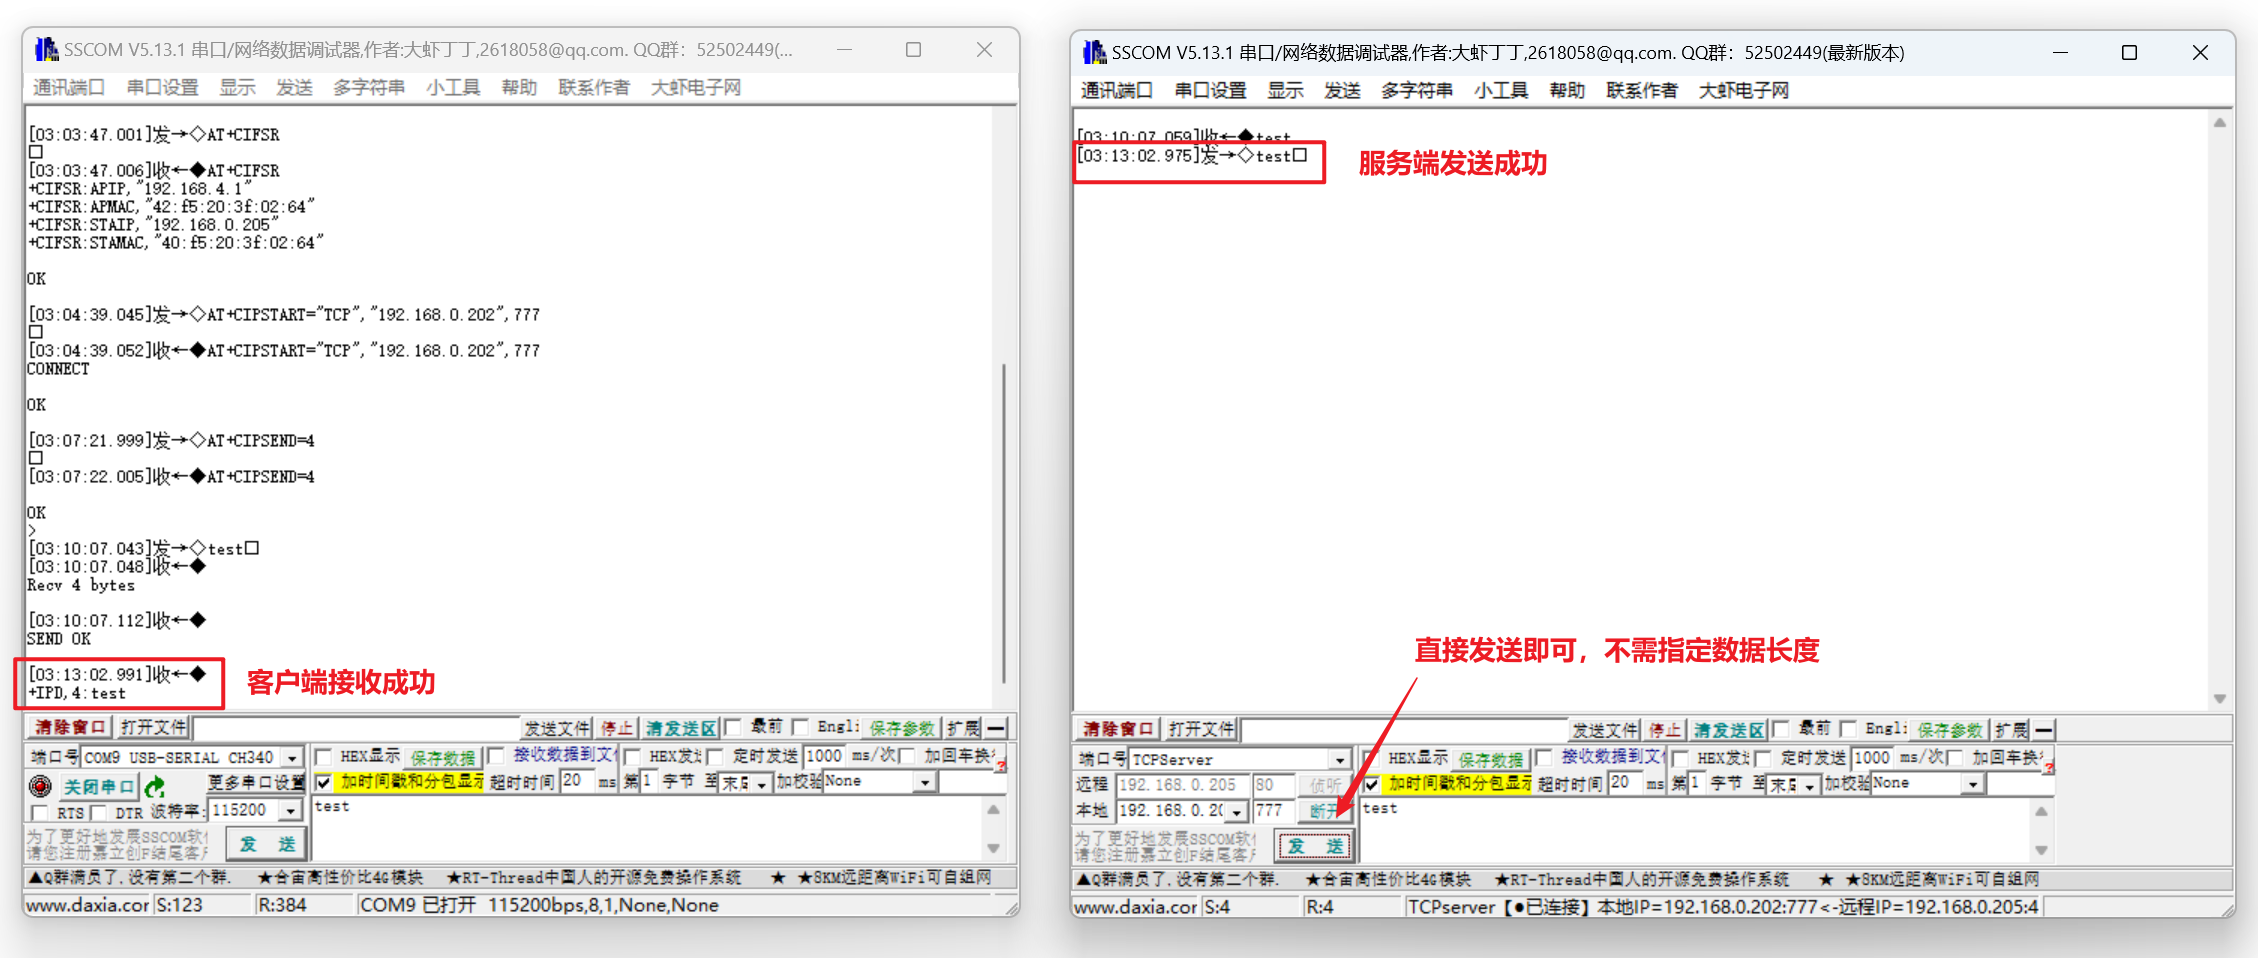 SSCOM V5.13.1 串口/网络数据调试器,作者:大虾丁丁,2618058@qq.com. QQ群: 52502449(...
通讯端口 串口设置 显示 发送 多字符串 小工具 帮助 联系作者 大虾电子网
[03:03:47.001]发→◇AT+CIFSR
□
[03:03:47.006]收←◆AT+CIFSR
+CIFSR:APIP,"192.168.4.1"
+CIFSR:APMAC,"42:f5:20:3f:02:64"
+CIFSR:STAIP,"192.168.0.205"
+CIFSR:STAMAC,"40:f5:20:3f:02:64"
OK
[03:04:39.045]发→◇AT+CIPSTART="TCP","192.168.0.202",777
□
[03:04:39.052]收←◆AT+CIPSTART="TCP","192.168.0.202",777
CONNECT
OK
[03:07:21.999]发→◇AT+CIPSEND=4
□
[03:07:22.005]收←◆AT+CIPSEND=4
OK
>
[03:10:07.043]发→◇test□
[03:10:07.048]收←◆
Recv 4 bytes
[03:10:07.112]收←◆
SEND OK
[03:13:02.991]收←◆
+IPD,4:test
客户端接收成功
清除窗口 打开文件 发送文件 停止 清发送区 最前 Engli 保存参数 扩展 —
端口号 COM9 USB-SERIAL CH340 HEX显示 保存数据 接收数据到文 HEX发 定时发送 1000 ms/次 加回车换
关闭串口 更多串口设置 加时间戳和分包显示 超时时间 20 ms 第1 字节 至 末 加校验 None
RTS DTR 波特率: 115200 test
为了更好地发展SSCOM软
请您注册嘉立创F结尾客
发 送
▲Q群满员了,没有第二个群. ★合宙高性价比4G模块 ★RT-Thread中国人的开源免费操作系统 ★ ★8KM远距离WiFi可自组网
www.daxia.cor S:123 R:384 COM9 已打开 115200bps,8,1,None,None
SSCOM V5.13.1 串口/网络数据调试器,作者:大虾丁丁,2618058@qq.com. QQ群: 52502449(最新版本)
通讯端口 串口设置 显示 发送 多字符串 小工具 帮助 联系作者 大虾电子网
[03:10:07.059]收←◆test
[03:13:02.975]发→◇test□
服务端发送成功
直接发送即可，不需指定数据长度
清除窗口 打开文件 发送文件 停止 清发送区 最前 Engli 保存参数 扩展 —
端口号 TCPServer HEX显示 保存数据 接收数据到文 HEX发 定时发送 1000 ms/次 加回车换
远程 192.168.0.205 80 侦听 加时间戳和分包显示 超时时间 20 ms 第1 字节 至 末 加校验 None
本地 192.168.0.20 777 断开 test
为了更好地发展SSCOM软
请您注册嘉立创F结尾客
发 送
▲Q群满员了,没有第二个群. ★合宙高性价比4G模块 ★RT-Thread中国人的开源免费操作系统 ★ ★8KM远距离WiFi可自组网
www.daxia.cor S:4 R:4 TCPserver【●已连接】本地IP=192.168.0.202:777<-远程IP=192.168.0.205:4